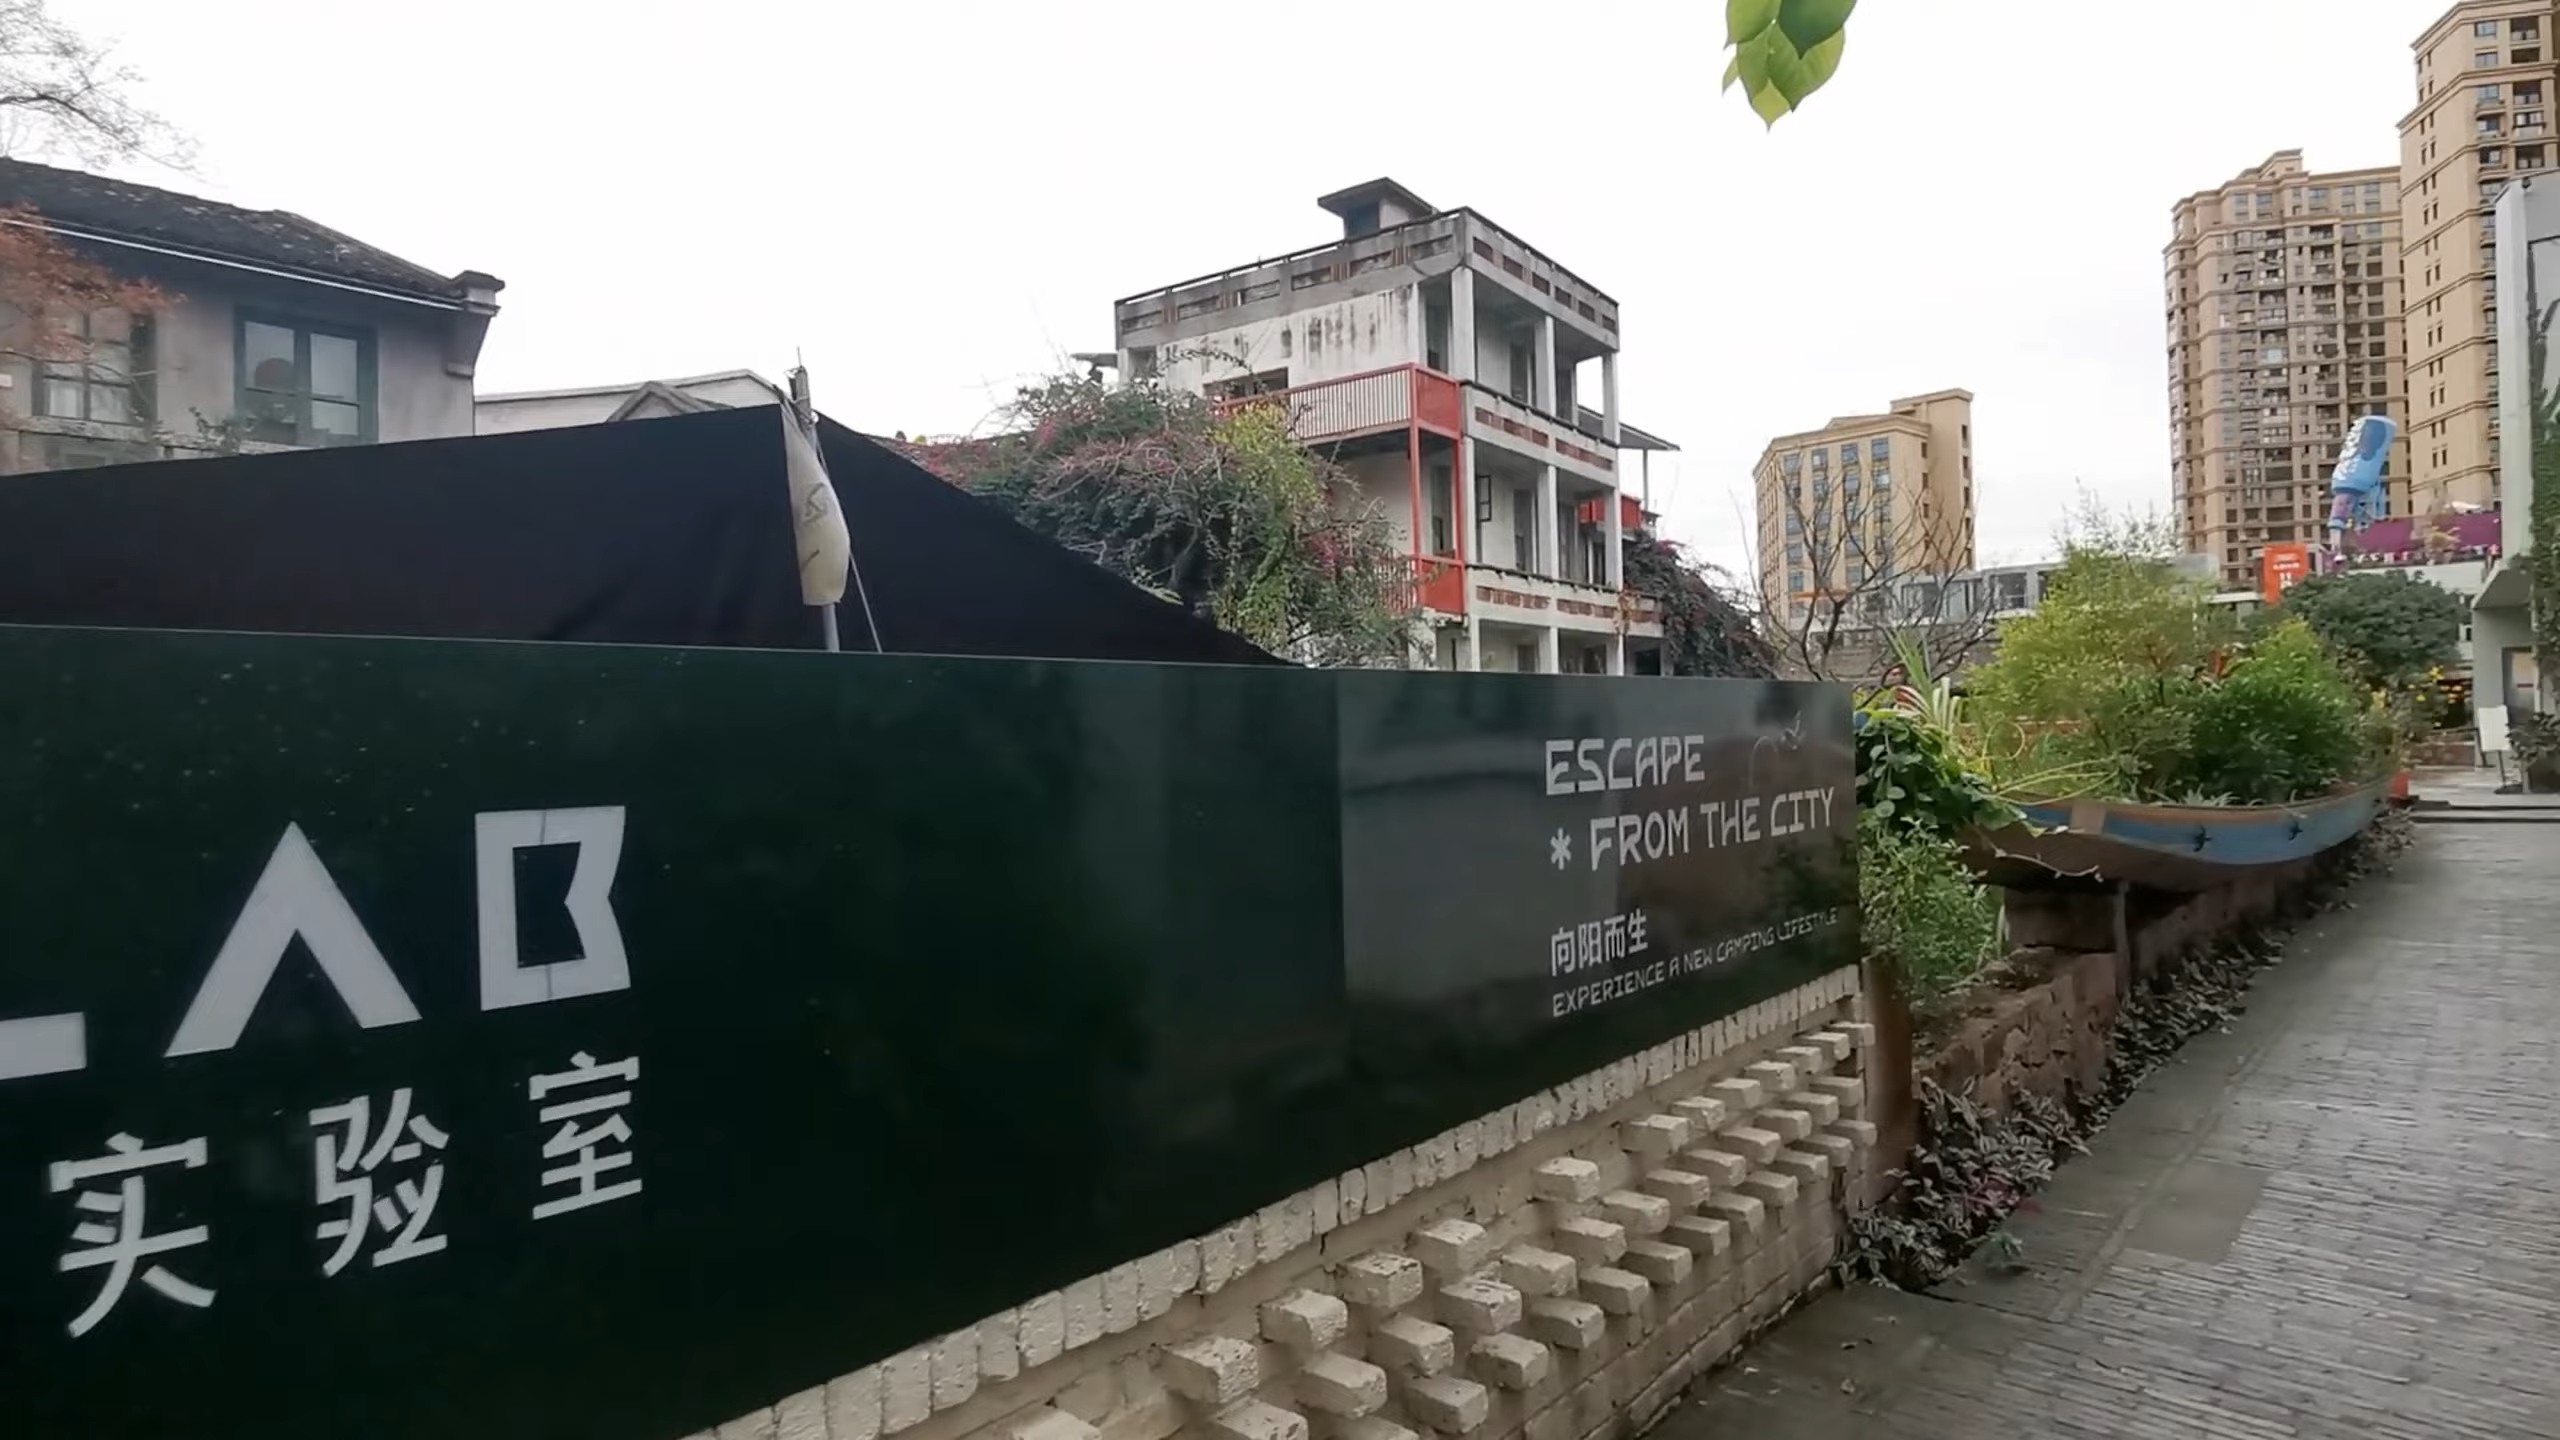 LAB
实验室
ESCAPE
* FROM THE CITY
向阳而生
EXPERIENCE A NEW CAMPING LIFESTYLE